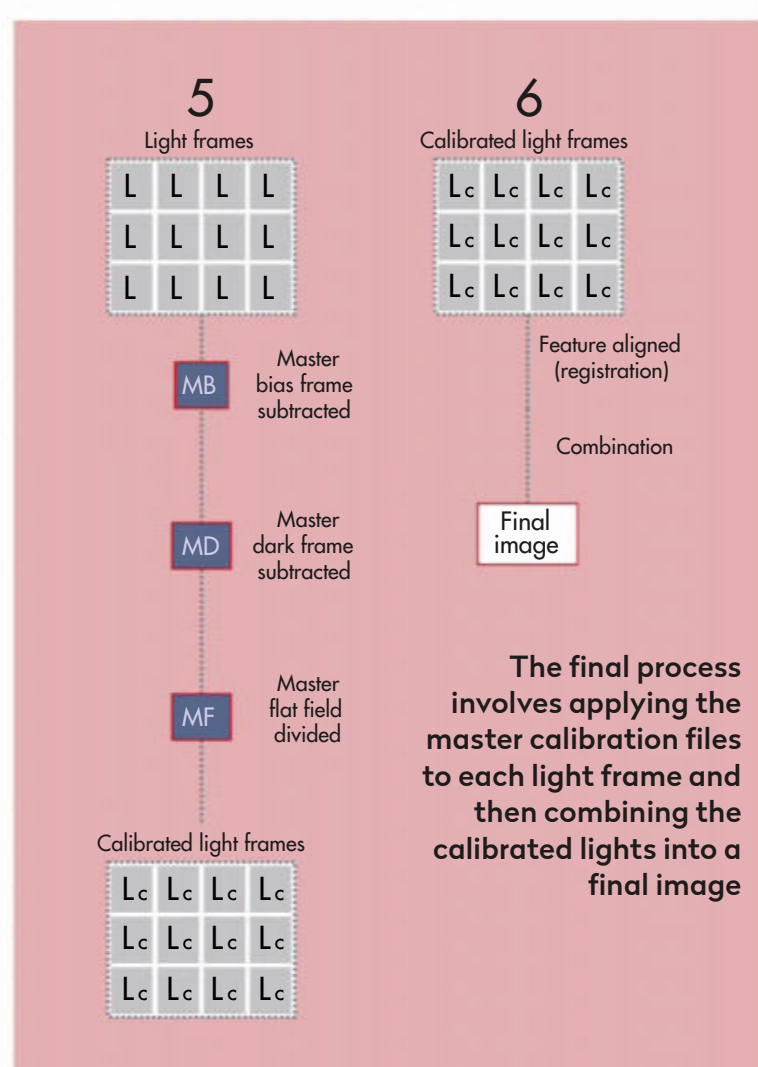 5
Light frames
L L L L
L L L L
L L L L
MB
Master
bias frame
subtracted
MD
Master
dark frame
subtracted
MF
Master
flat field
divided
Calibrated light frames
Lc Lc Lc Lc
Lc Lc Lc Lc
Lc Lc Lc Lc
6
Calibrated light frames
Lc Lc Lc Lc
Lc Lc Lc Lc
Lc Lc Lc Lc
Feature aligned
(registration)
Combination
Final
image
The final process
involves applying the
master calibration files
to each light frame and
then combining the
calibrated lights into a
final image